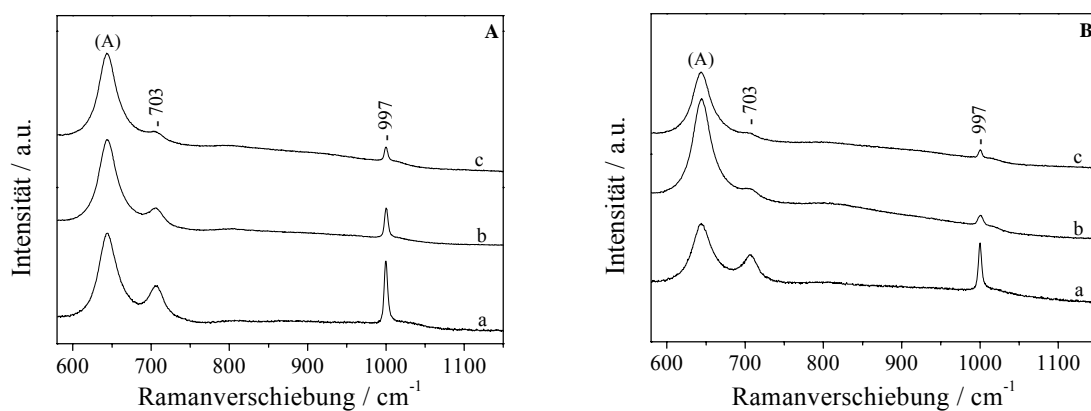 A
(A)
703
997
c
b
a
Intensität / a.u.
600 700 800 900 1000 1100
Ramanverschiebung / cm-1
B
(A)
703
997
c
b
a
Intensität / a.u.
600 700 800 900 1000 1100
Ramanverschiebung / cm-1